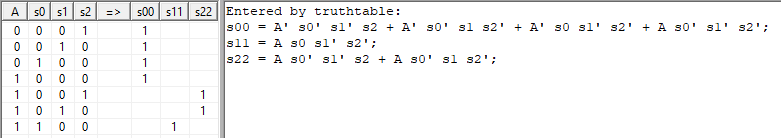 A s0 s1 s2 => s00 s11 s22
0 0 0 1 1
0 0 1 0 1
0 1 0 0 1
1 0 0 0 1
1 0 0 1 1
1 0 1 0 1
1 1 0 0 1
Entered by truthtable:
s00 = A' s0' s1' s2 + A' s0' s1 s2' + A' s0 s1' s2' + A s0' s1' s2';
s11 = A s0 s1' s2';
s22 = A s0' s1' s2 + A s0' s1 s2';